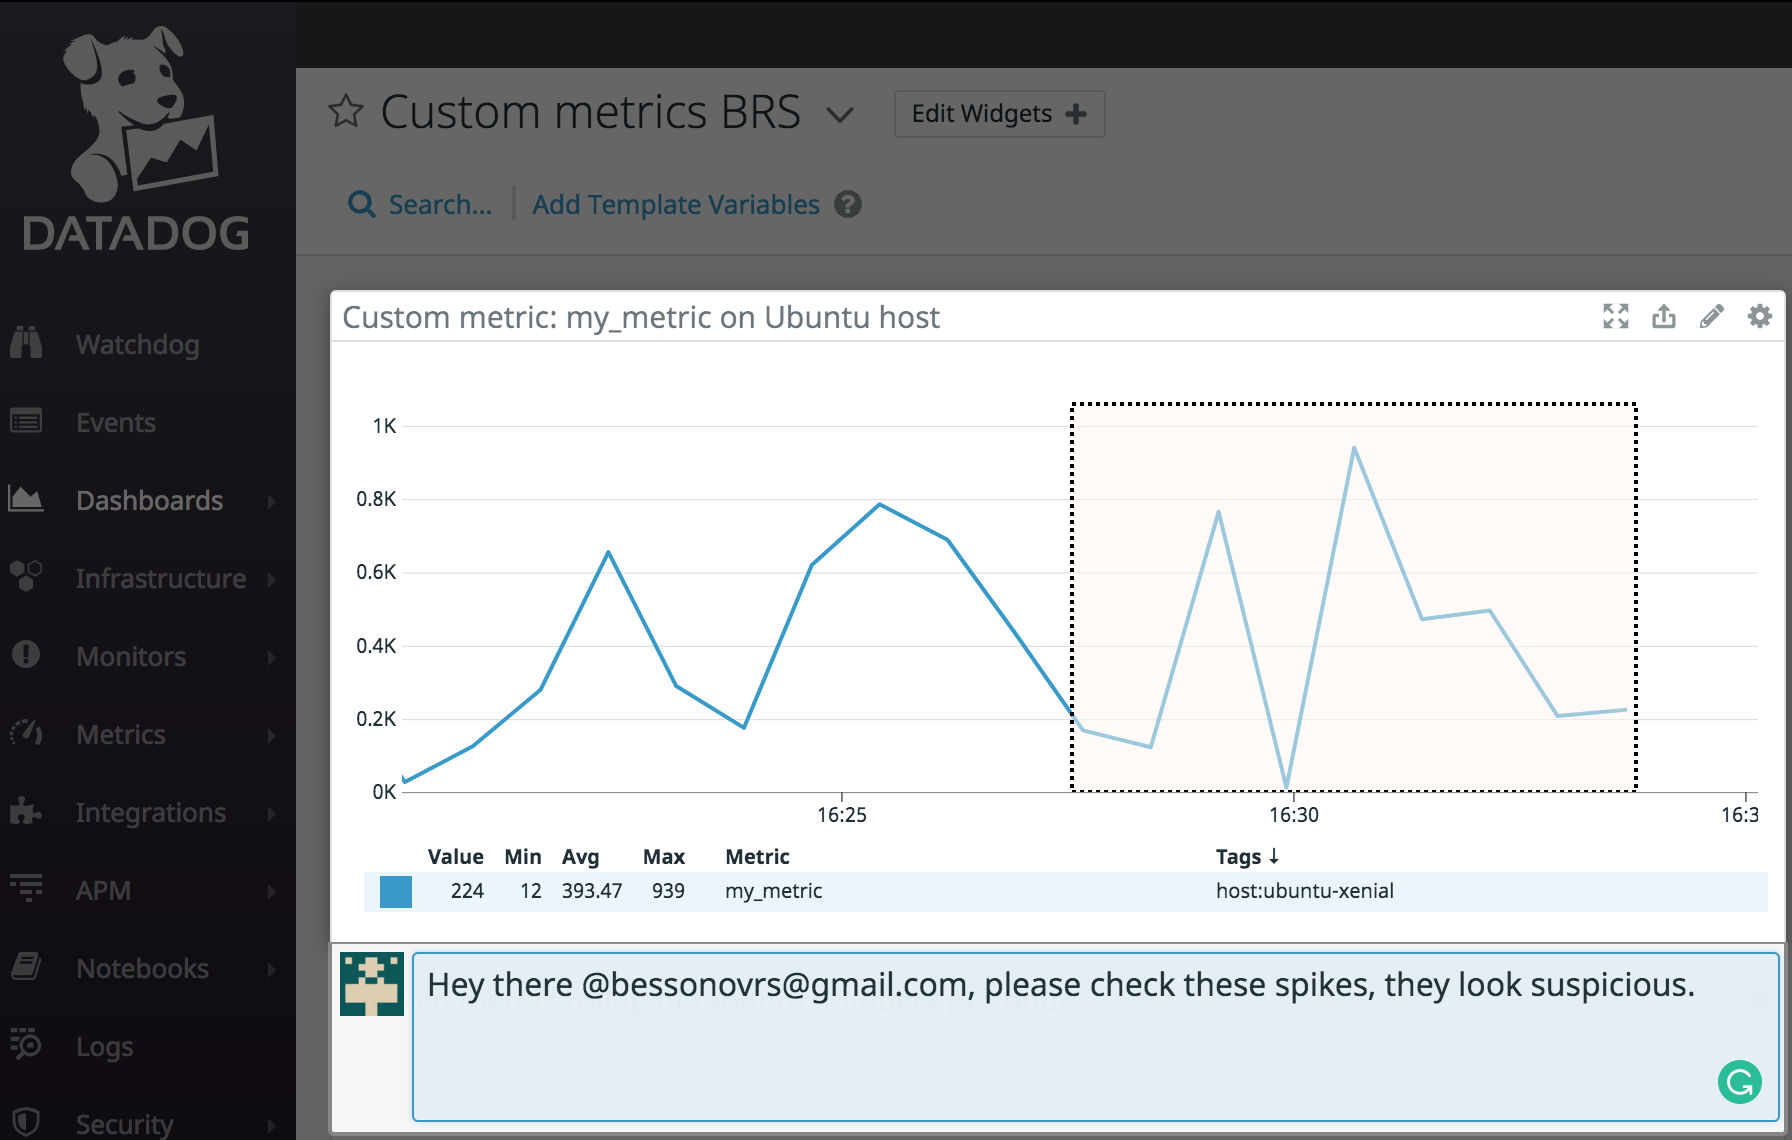 DATADOG
Watchdog
Events
Dashboards
Infrastructure
Monitors
Metrics
Integrations
APM
Notebooks
Logs
Security
Custom metrics BRS
Edit Widgets
Search...
Add Template Variables
Custom metric: my_metric on Ubuntu host
1K
0.8K
0.6K
0.4K
0.2K
0K
16:25 16:30 16:3
Value Min Avg Max Metric Tags ↓
224 12 393.47 939 my_metric host:ubuntu-xenial
Hey there @bessonovrs@gmail.com, please check these spikes, they look suspicious.